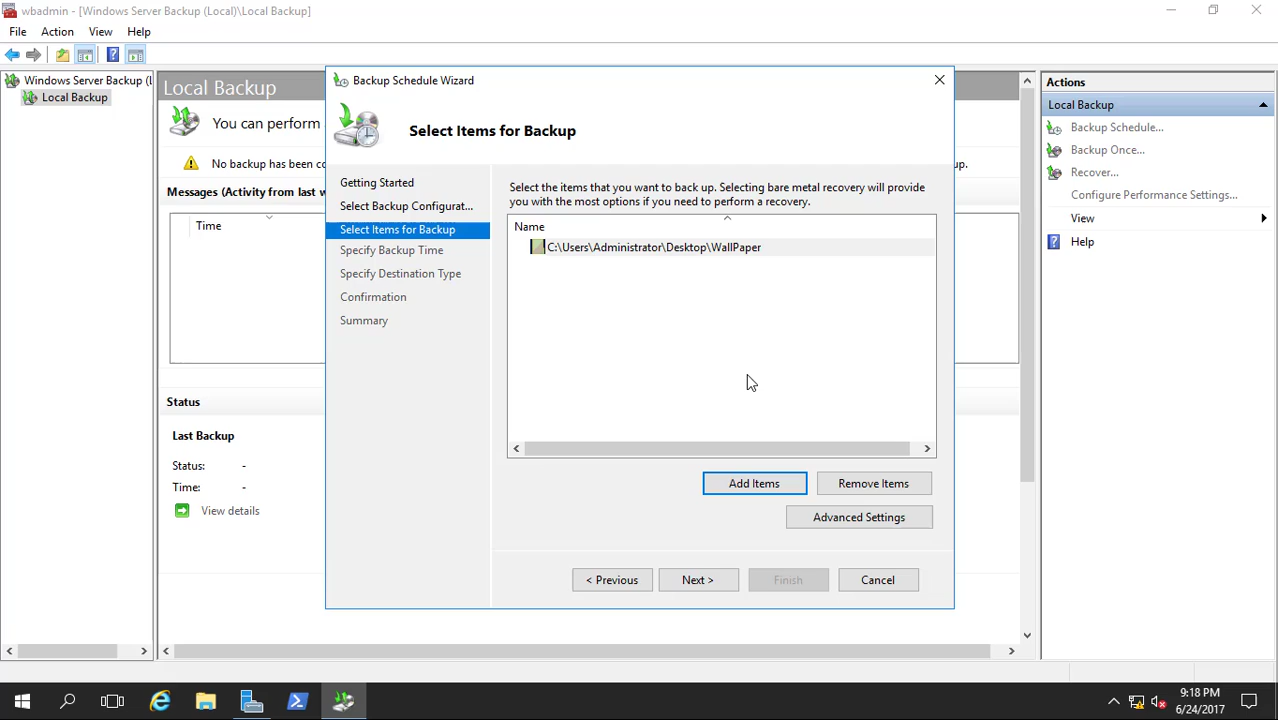 wbadmin - [Windows Server Backup (Local)\Local Backup]
File Action View Help
Windows Server Backup (L
Local Backup
Local Backup
You can perform
No backup has been co
up.
Messages (Activity from last w
Time
Status
Last Backup
Status: -
Time: -
View details
Backup Schedule Wizard
Select Items for Backup
Getting Started
Select Backup Configurat...
Select Items for Backup
Specify Backup Time
Specify Destination Type
Confirmation
Summary
Select the items that you want to back up. Selecting bare metal recovery will provide
you with the most options if you need to perform a recovery.
Name
C:\Users\Administrator\Desktop\WallPaper
Add Items
Remove Items
Advanced Settings
< Previous
Next >
Finish
Cancel
Actions
Local Backup
Backup Schedule...
Backup Once...
Recover...
Configure Performance Settings...
View
Help
9:18 PM
6/24/2017